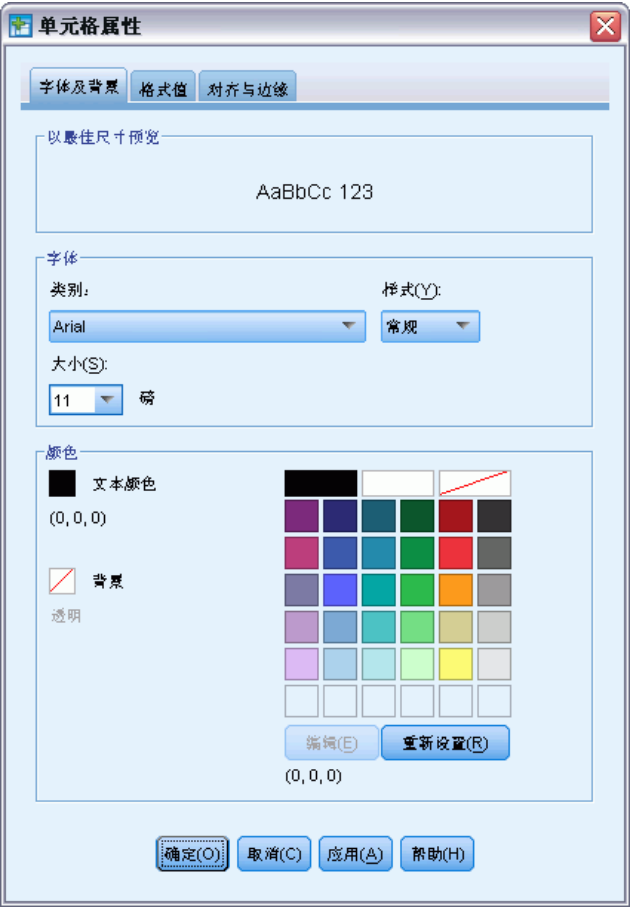 单元格属性
字体及背景 格式值 对齐与边缘
以最佳尺寸预览
AaBbCc 123
字体
类别: 样式(Y):
Arial 常规
大小(S):
11 磅
颜色
文本颜色
(0, 0, 0)
背景
透明
编辑(E) 重新设置(R)
(0, 0, 0)
确定(O) 取消(C) 应用(A) 帮助(H)